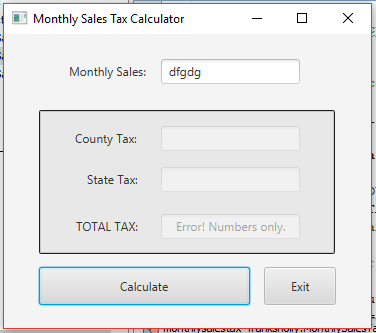 Monthly Sales Tax Calculator
Monthly Sales: dfgdg
County Tax:
State Tax:
TOTAL TAX: Error! Numbers only.
Calculate Exit